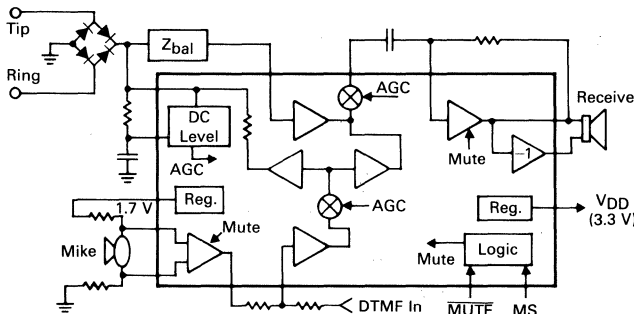 Tip
Zbal
Ring
AGC
DC
Level
AGC
Receive
Mute
-1
Reg.
1.7 V
AGC
Reg.
VDD
(3.3 V)
Mute
Mike
Logic
Mute
DTMF In
MUTE
MS